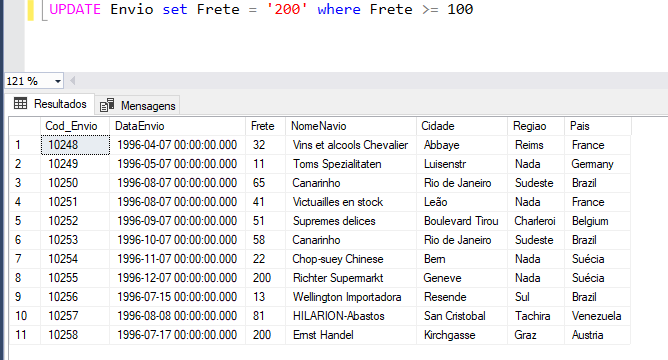 UPDATE Envio set Frete = '200' where Frete >= 100
121 %
Resultados Mensagens
Cod_Envio DataEnvio Frete NomeNavio Cidade Regiao Pais
1 10248 1996-04-07 00:00:00.000 32 Vins et alcools Chevalier Abbaye Reims France
2 10249 1996-05-07 00:00:00.000 11 Toms Spezialitaten Luisenstr Nada Germany
3 10250 1996-08-07 00:00:00.000 65 Canarinho Rio de Janeiro Sudeste Brazil
4 10251 1996-08-07 00:00:00.000 41 Victuailles en stock Leão Nada France
5 10252 1996-09-07 00:00:00.000 51 Supremes delices Boulevard Tirou Charleroi Belgium
6 10253 1996-10-07 00:00:00.000 58 Canarinho Rio de Janeiro Sudeste Brazil
7 10254 1996-11-07 00:00:00.000 22 Chop-suey Chinese Bern Nada Suécia
8 10255 1996-12-07 00:00:00.000 200 Richter Supermarkt Geneve Nada Suécia
9 10256 1996-07-15 00:00:00.000 13 Wellington Importadora Resende Sul Brazil
10 10257 1996-08-08 00:00:00.000 81 HILARION-Abastos San Cristobal Tachira Venezuela
11 10258 1996-07-17 00:00:00.000 200 Ernst Handel Kirchgasse Graz Austria